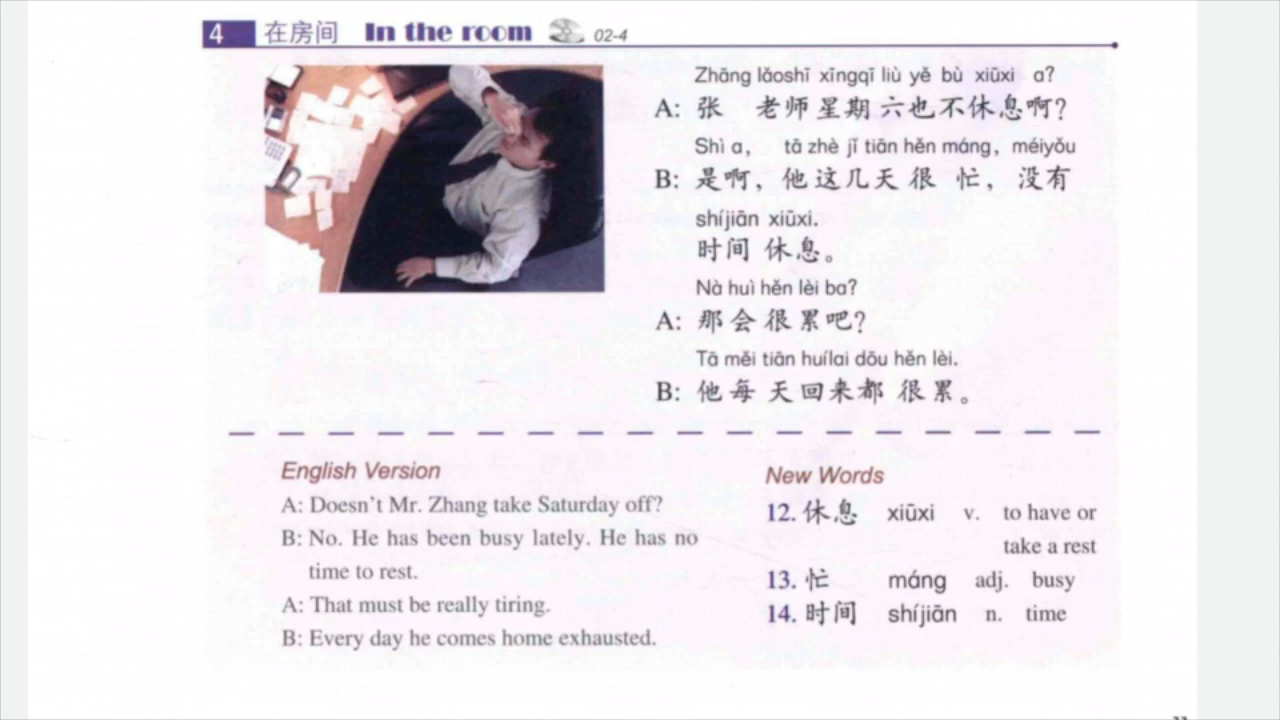 4 在房间 In the room 02-4
Zhāng lǎoshī xīngqī liù yě bù xiūxi a?
A: 张 老师星期六也不休息啊?
Shì a, tā zhè jǐ tiān hěn máng, méiyǒu
B: 是啊, 他这几天很 忙, 没有
shíjiān xiūxi.
时间 休息。
Nà huì hěn lèi ba?
A: 那会很累吧?
Tā měi tiān huílai dōu hěn lèi.
B: 他每 天回来都 很累。
English Version
A: Doesn't Mr. Zhang take Saturday off?
B: No. He has been busy lately. He has no
time to rest.
A: That must be really tiring.
B: Every day he comes home exhausted.
New Words
12. 休息 xiūxi v. to have or
take a rest
13. 忙 máng adj. busy
14. 时间 shíjiān n. time